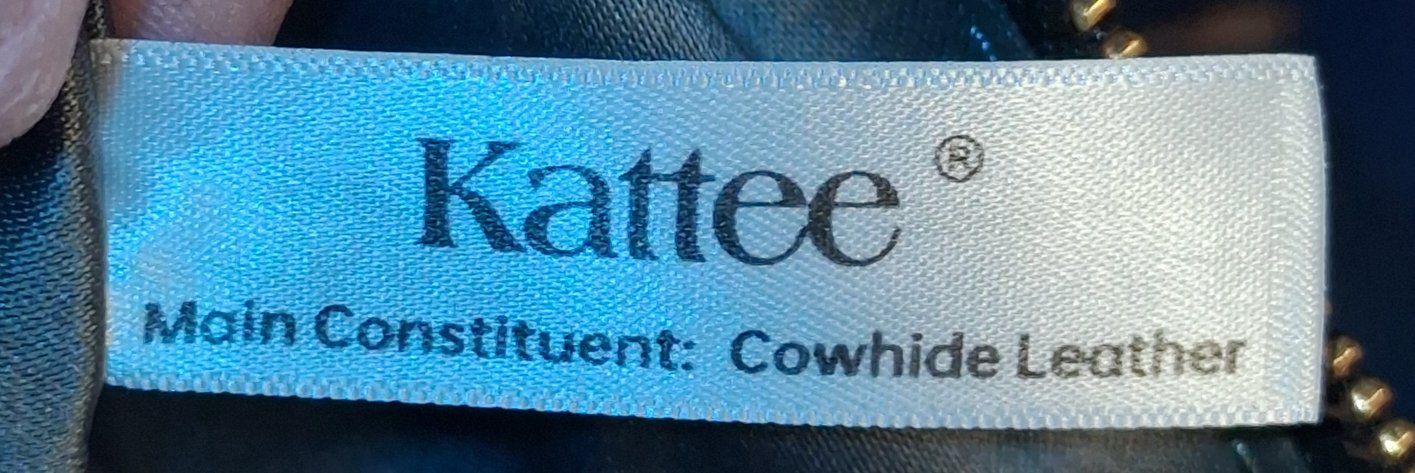 Kattee ®
Main Constituent: Cowhide Leather